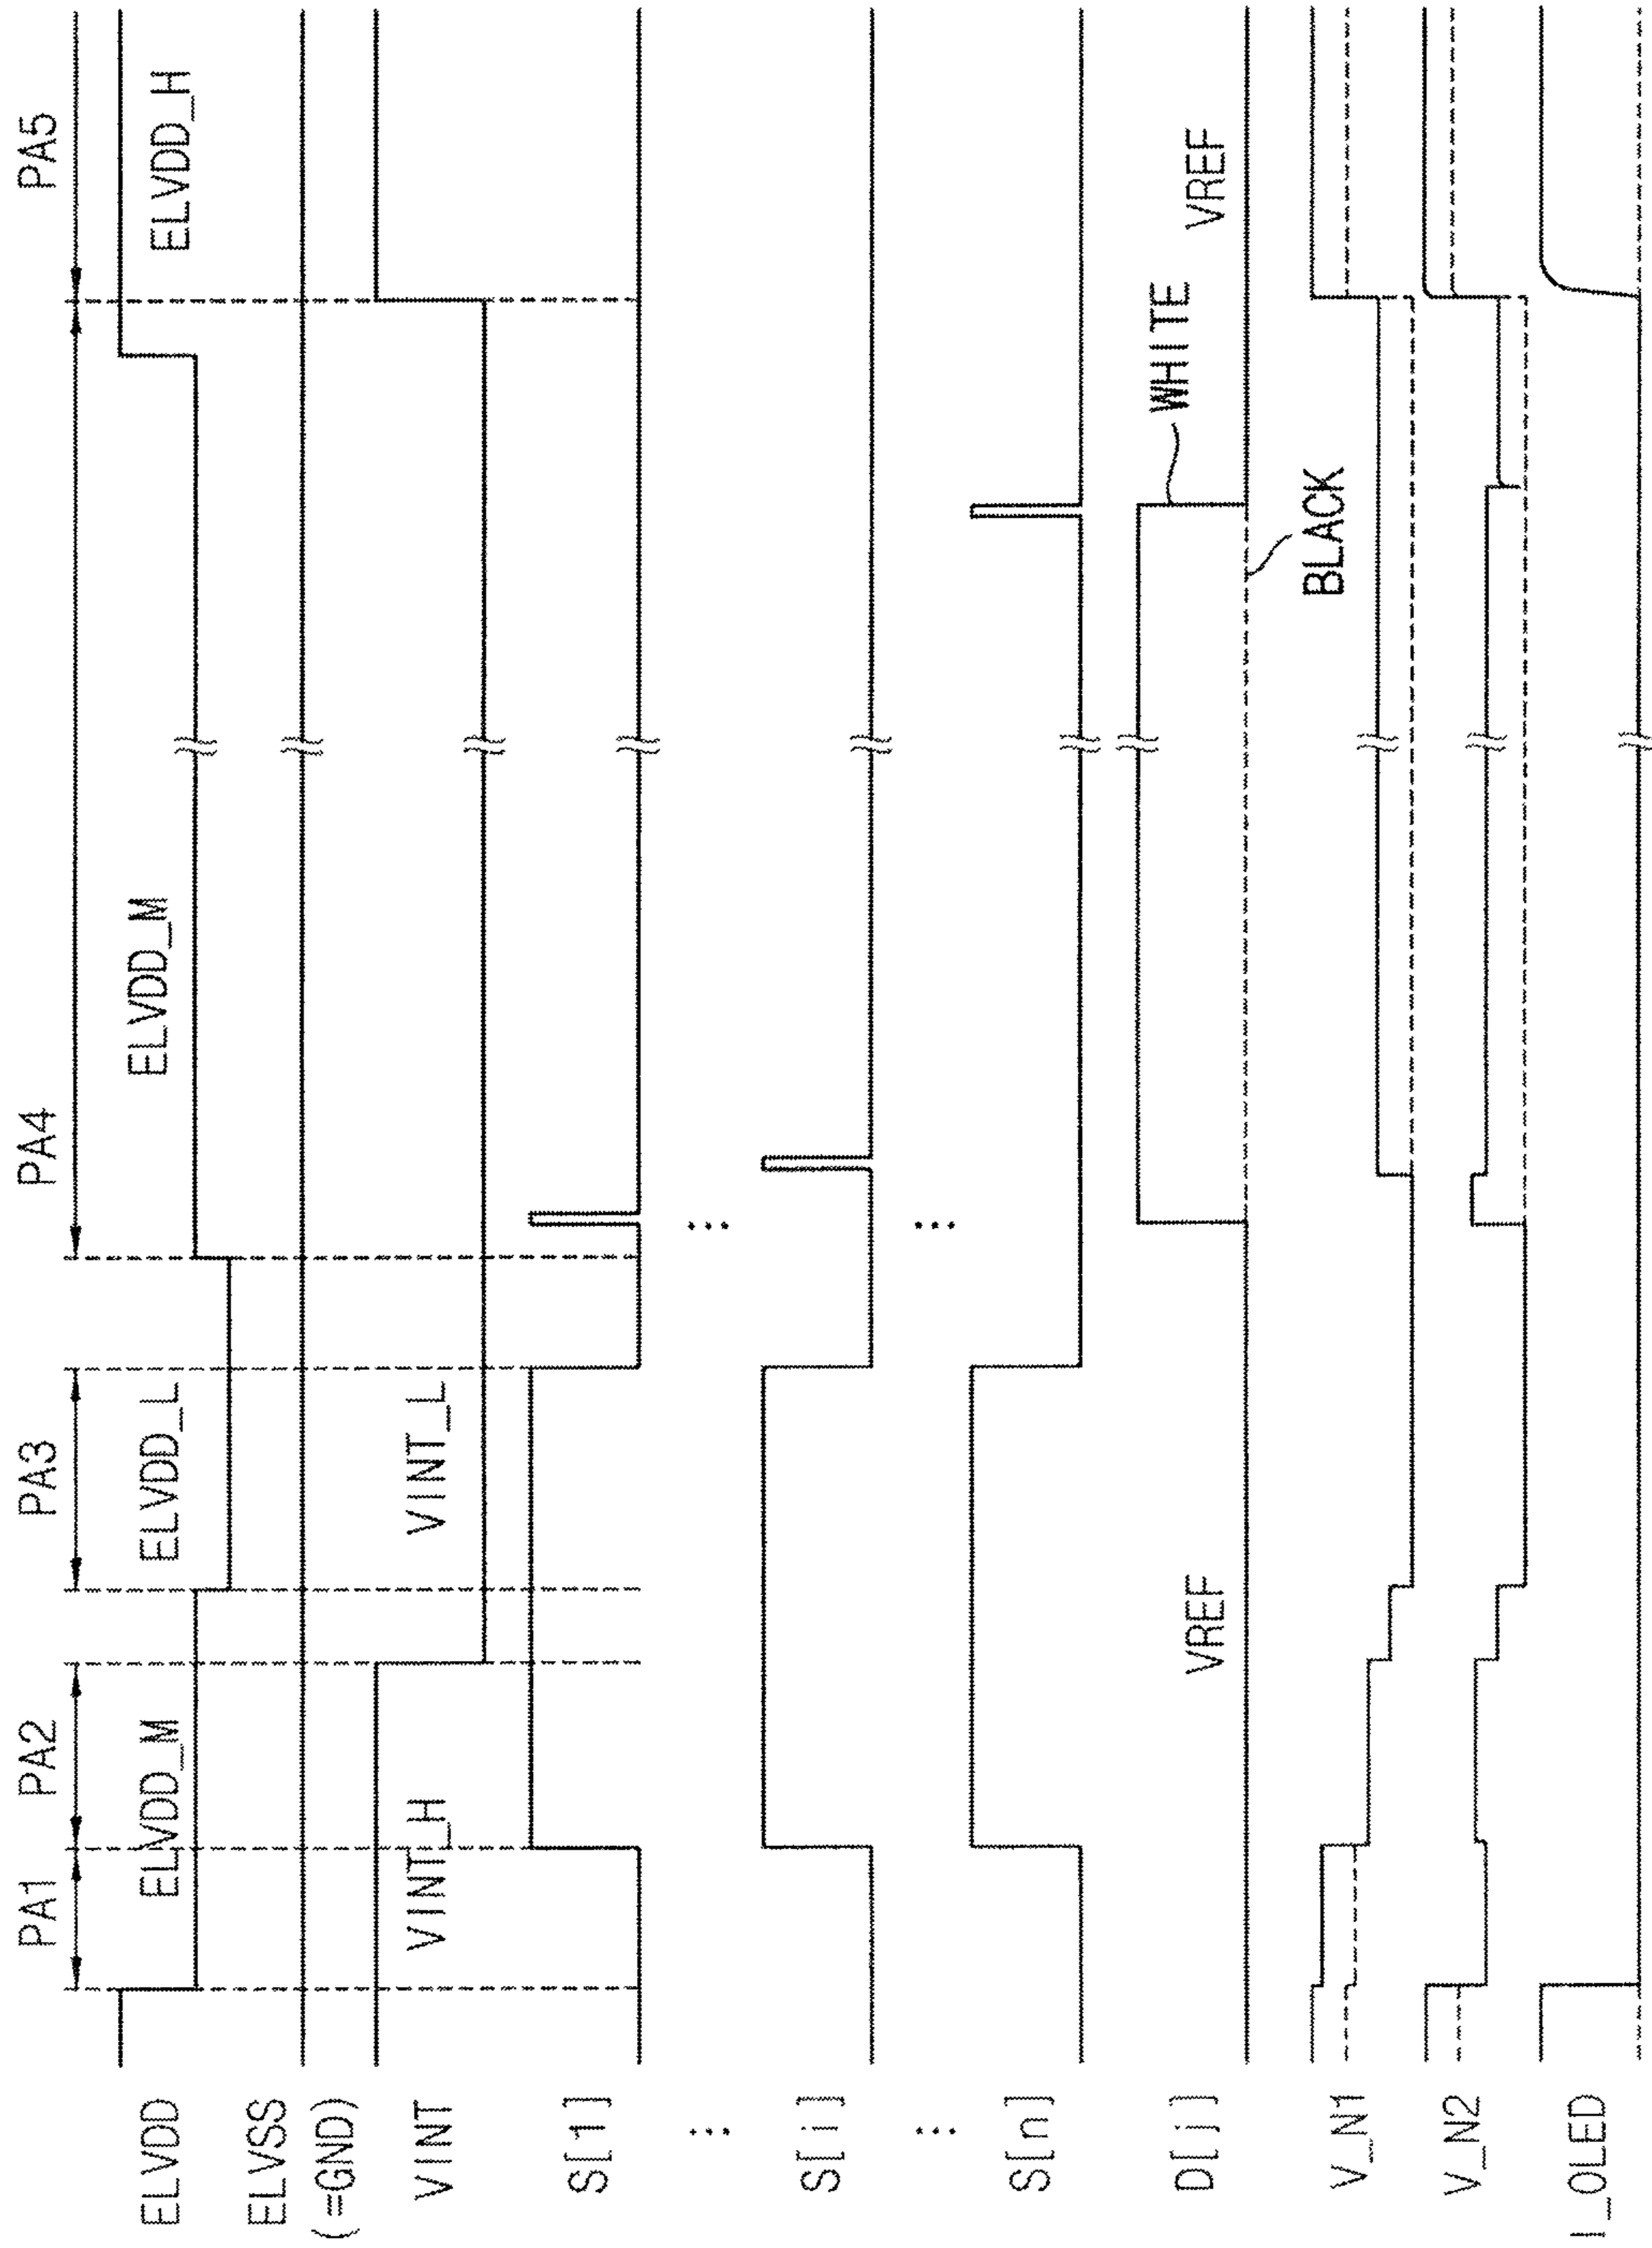 PA1 PA2 PA3 PA4 PA5
ELVDD ELVDD_M ELVDD_L ELVDD_M ELVDD_H
ELVSS
(=GND)
VINT VINT_H VINT_L
S[1]
⋮ ⋮
S[i]
⋮ ⋮
S[n]
D[j] VREF WHITE VREF
BLACK
V_N1
V_N2
I_OLED